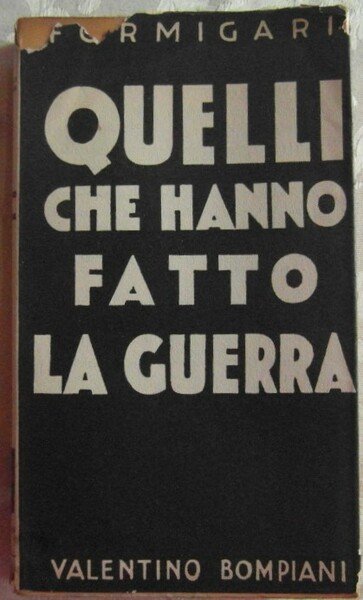 FORMIGARI
QUELLI
CHE HANNO
FATTO
LA GUERRA
VALENTINO BOMPIANI